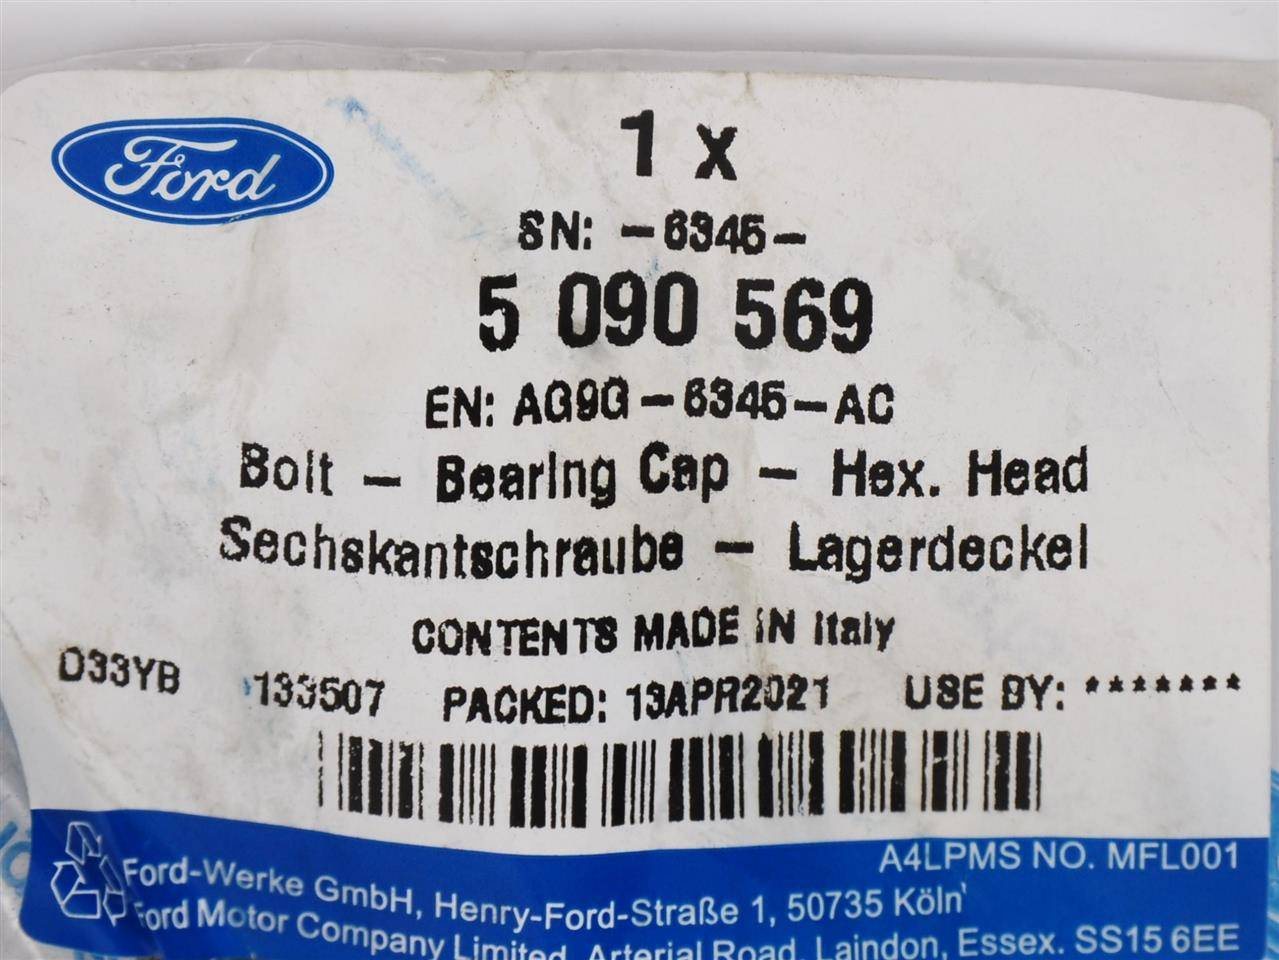 Ford
1 x
SN: -6345-
5 090 569
EN: AG9G-6345-AC
Bolt - Bearing Cap - Hex. Head
Sechskantschraube - Lagerdeckel
CONTENTS MADE IN Italy
D33YB 133507 PACKED: 13APR2021 USE BY: *******
A4LPMS NO. MFL001
Ford-Werke GmbH, Henry-Ford-Straße 1, 50735 Köln
Ford Motor Company Limited, Arterial Road, Laindon, Essex. SS15 6EE